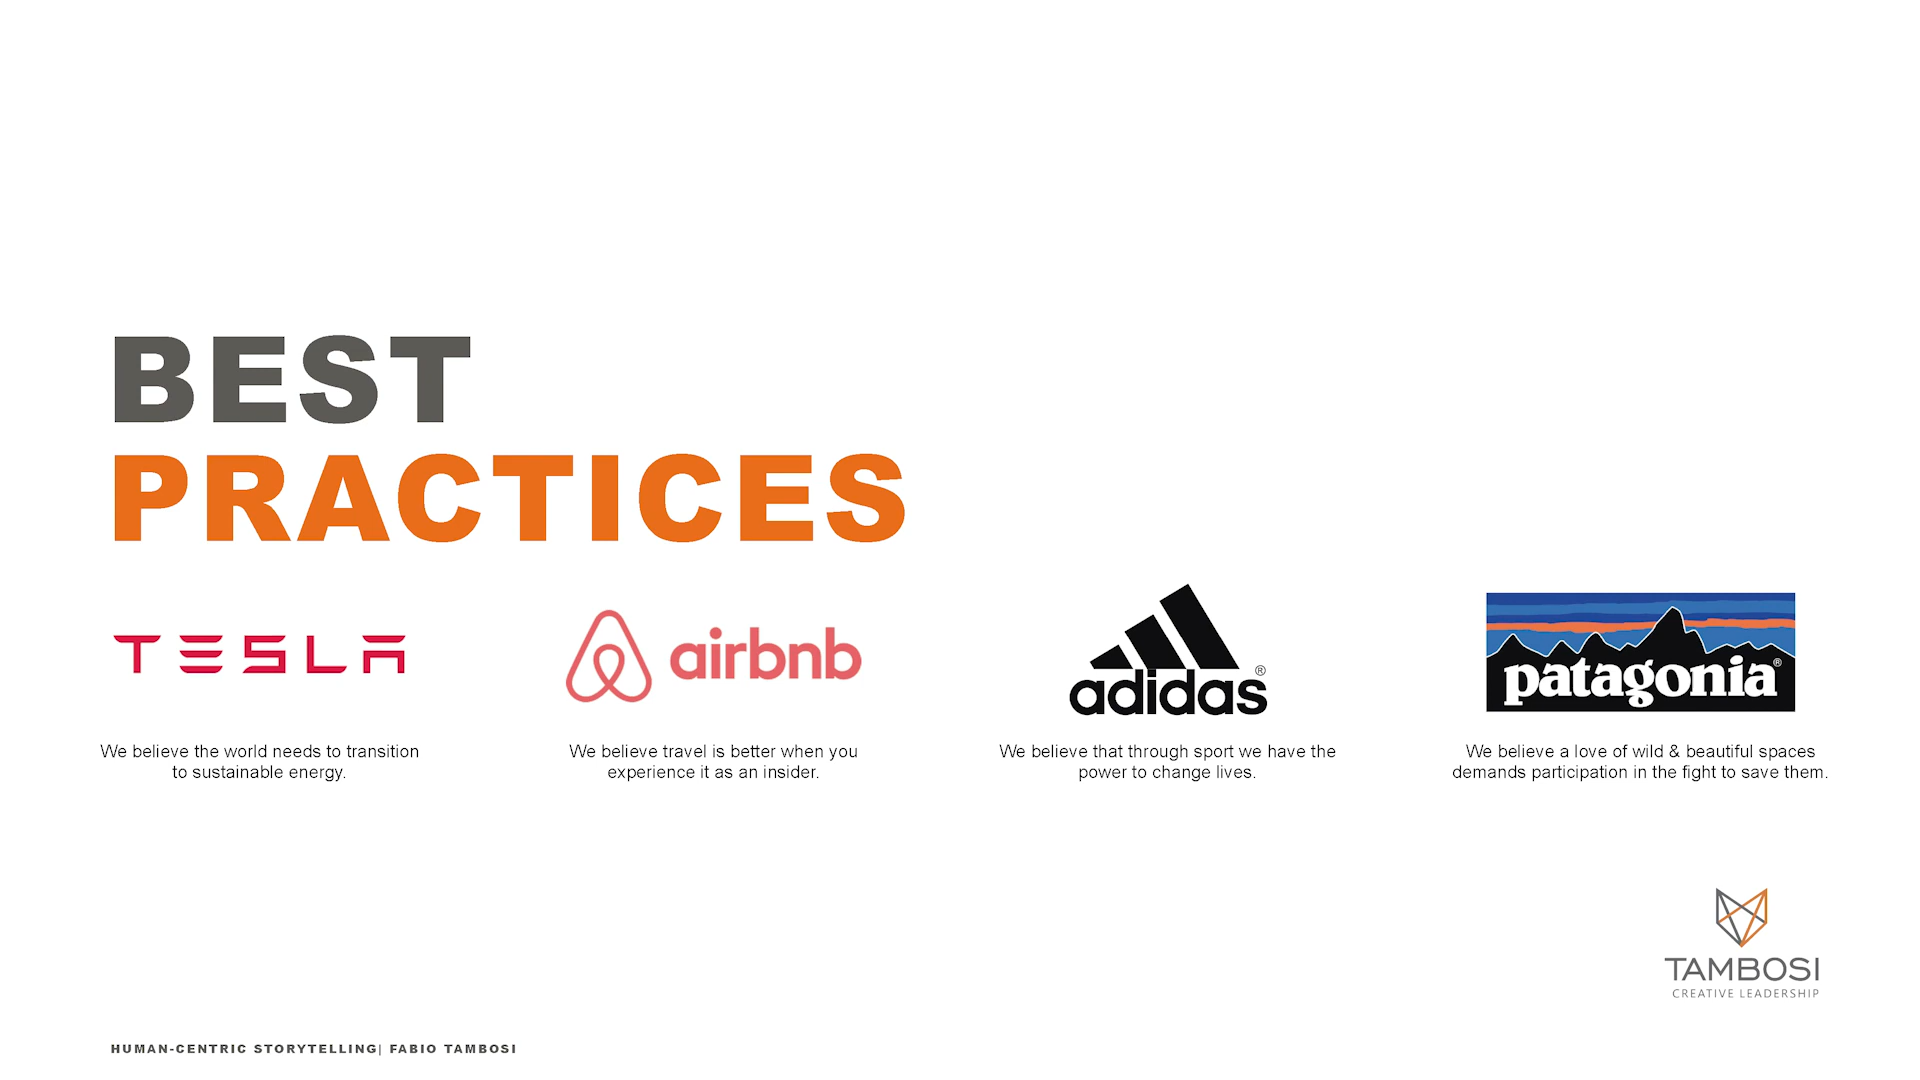 BEST
PRACTICES
TESLA
airbnb
adidas®
patagonia®
We believe the world needs to transition
to sustainable energy.
We believe travel is better when you
experience it as an insider.
We believe that through sport we have the
power to change lives.
We believe a love of wild & beautiful spaces
demands participation in the fight to save them.
TAMBOSI
CREATIVE LEADERSHIP
HUMAN-CENTRIC STORYTELLING| FABIO TAMBOSI